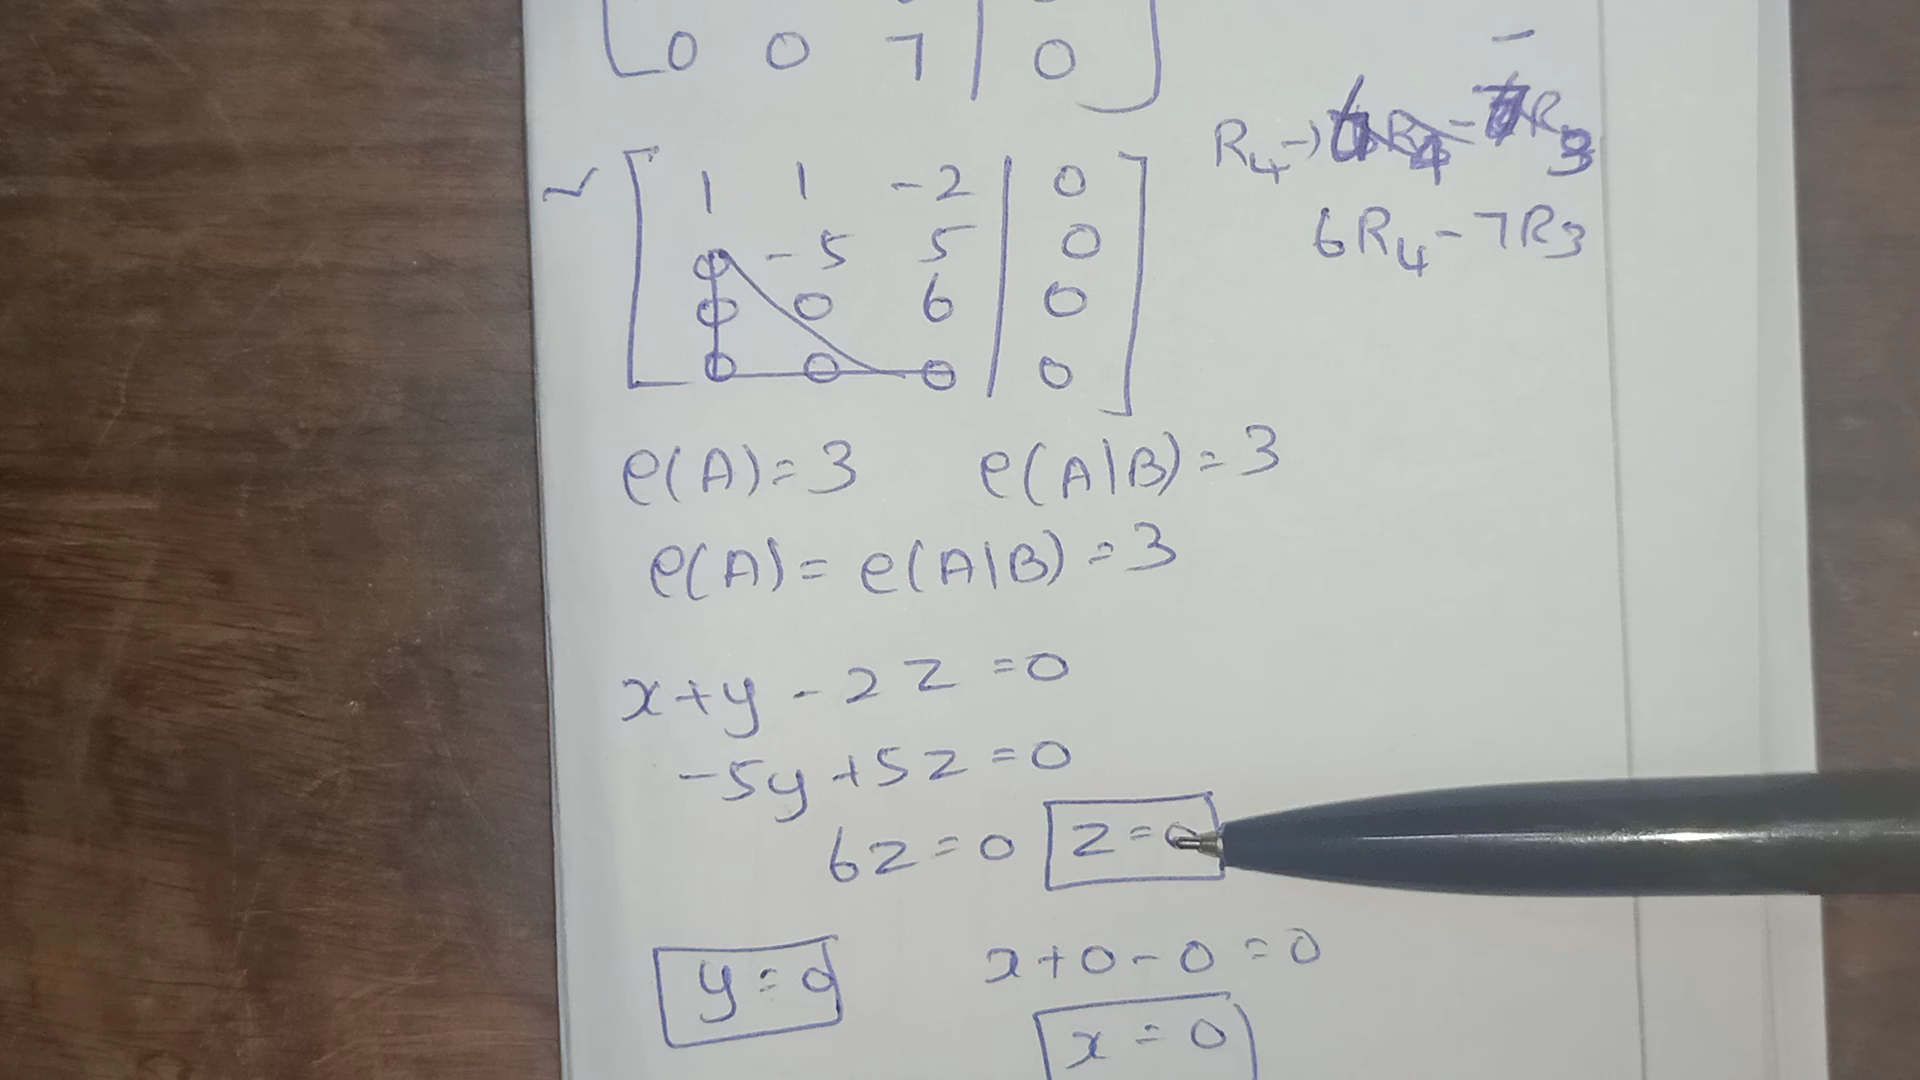 0 0 7 | 0
R4→
6R4-7R3
1 1 -2 | 0
0 -5 5 | 0
0 0 6 | 0
0 0 0 | 0
ρ(A)=3 ρ(A|B)=3
ρ(A)=ρ(A|B)=3
x+y-2z=0
-5y+5z=0
6z=0 z=0
y=0 x+0-0=0
x=0